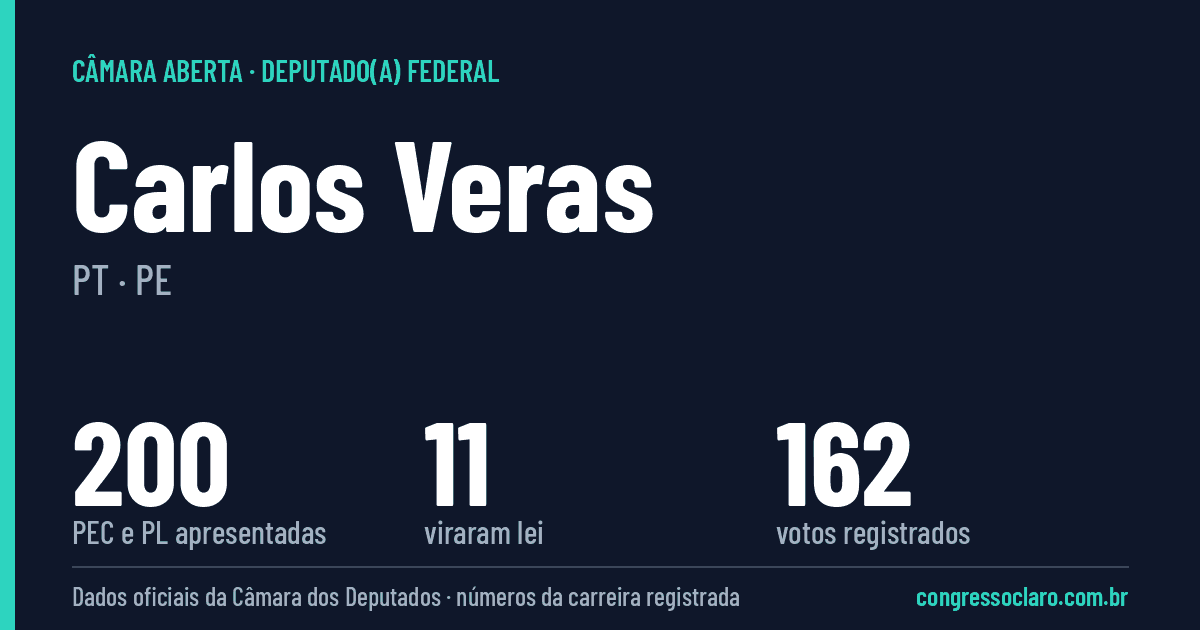 CÂMARA ABERTA · DEPUTADO(A) FEDERAL
Carlos Veras
PT · PE
200 11 162
PEC e PL apresentadas viraram lei votos registrados
Dados oficiais da Câmara dos Deputados · números da carreira registrada congressoclaro.com.br